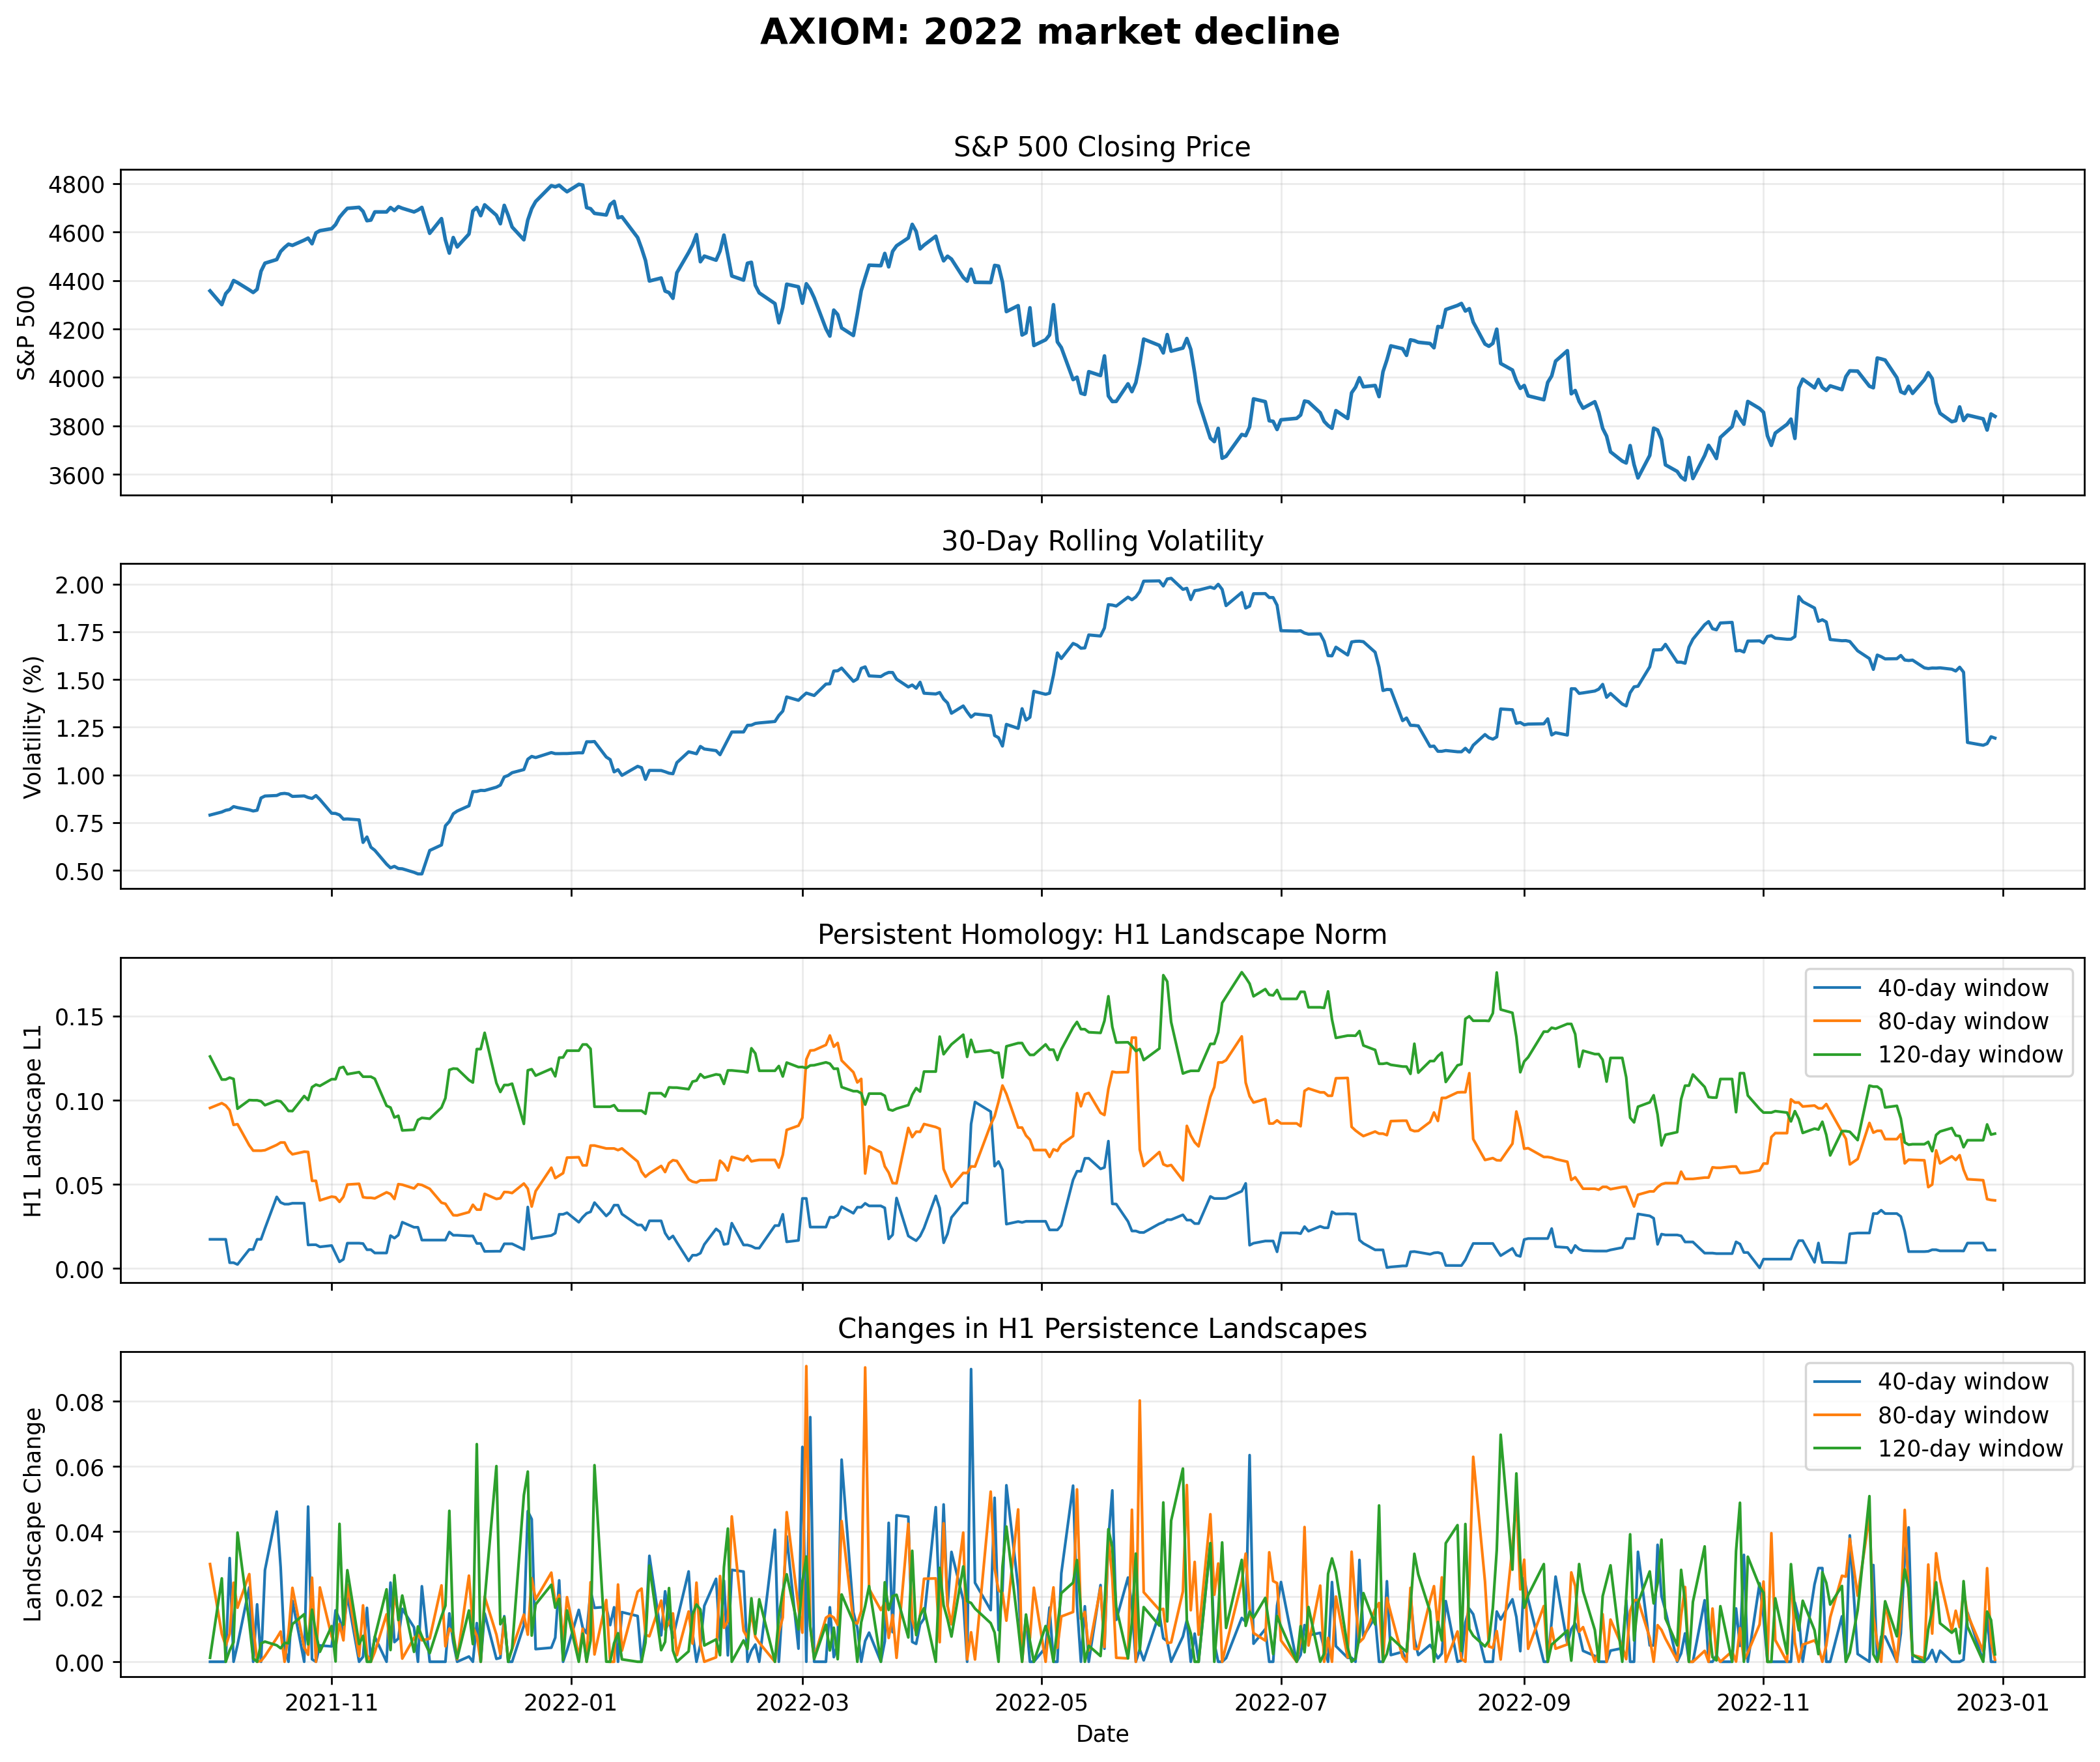 AXIOM: 2022 market decline
S&P 500 Closing Price
S&P 500
4800
4600
4400
4200
4000
3800
3600
30-Day Rolling Volatility
Volatility (%)
2.00
1.75
1.50
1.25
1.00
0.75
0.50
Persistent Homology: H1 Landscape Norm
H1 Landscape L1
0.15
0.10
0.05
0.00
40-day window
80-day window
120-day window
Changes in H1 Persistence Landscapes
Landscape Change
0.08
0.06
0.04
0.02
0.00
40-day window
80-day window
120-day window
2021-11
2022-01
2022-03
2022-05
2022-07
2022-09
2022-11
2023-01
Date